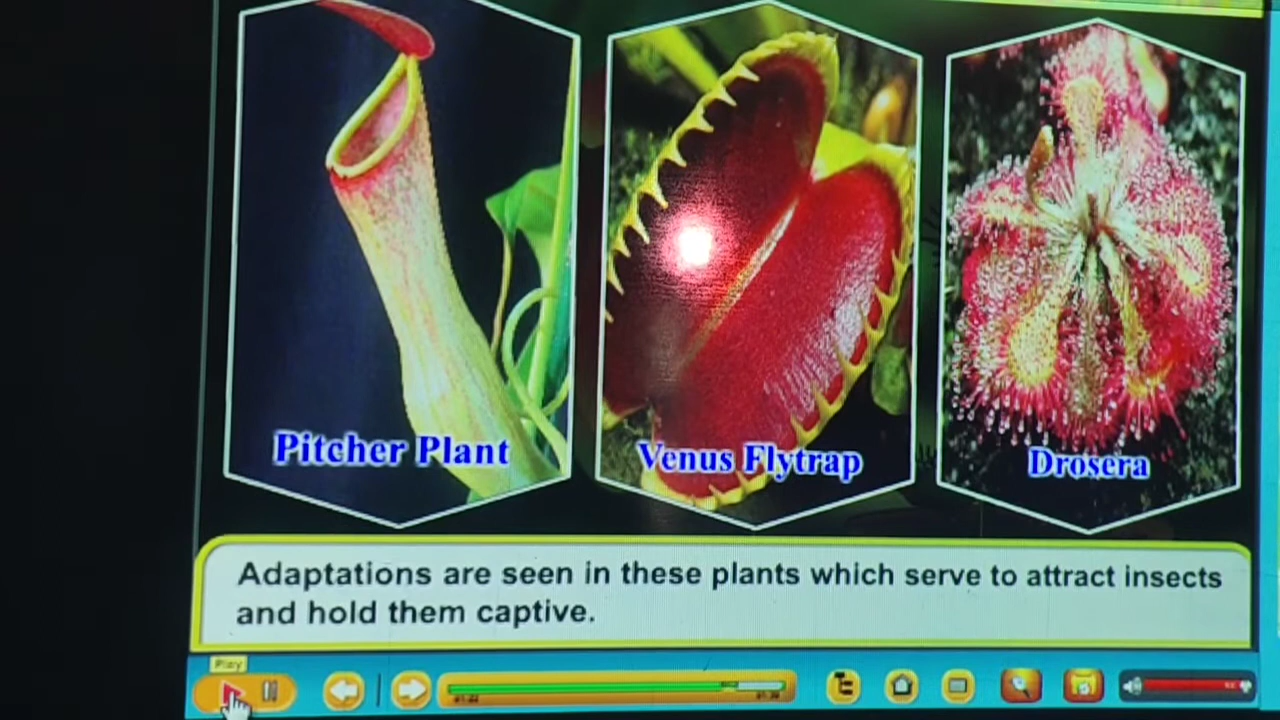 Pitcher Plant
Venus Flytrap
Drosera
Adaptations are seen in these plants which serve to attract insects
and hold them captive.
Play